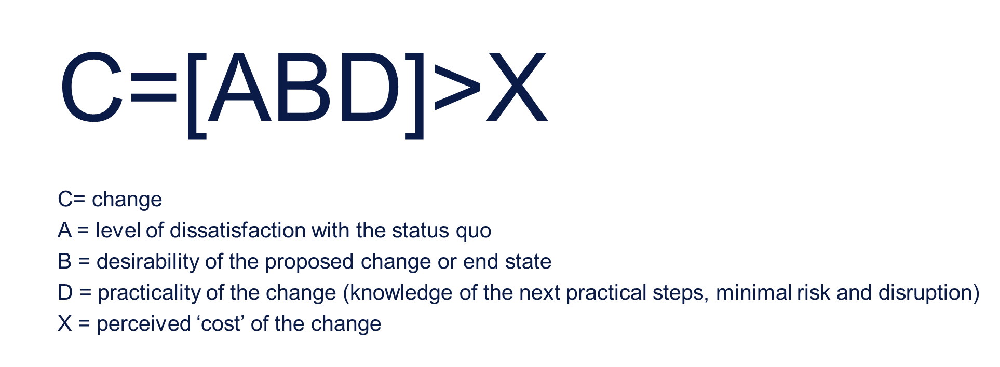 C=[ABD]>X
C= change
A = level of dissatisfaction with the status quo
B = desirability of the proposed change or end state
D = practicality of the change (knowledge of the next practical steps, minimal risk and disruption)
X = perceived ‘cost’ of the change